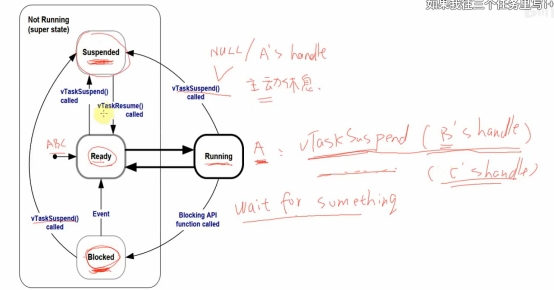 如果我在三个任务里写
Not Running
(super state)
Suspended
NULL / A's handle
主动休息.
vTaskSuspend()
called
vTaskResume()
called
vTaskSuspend()
called
ABC
Ready
Running
A : vTaskSuspend ( B's handle )
( C's handle )
wait for something
vTaskSuspend()
called
Event
Blocking API
function called
Blocked